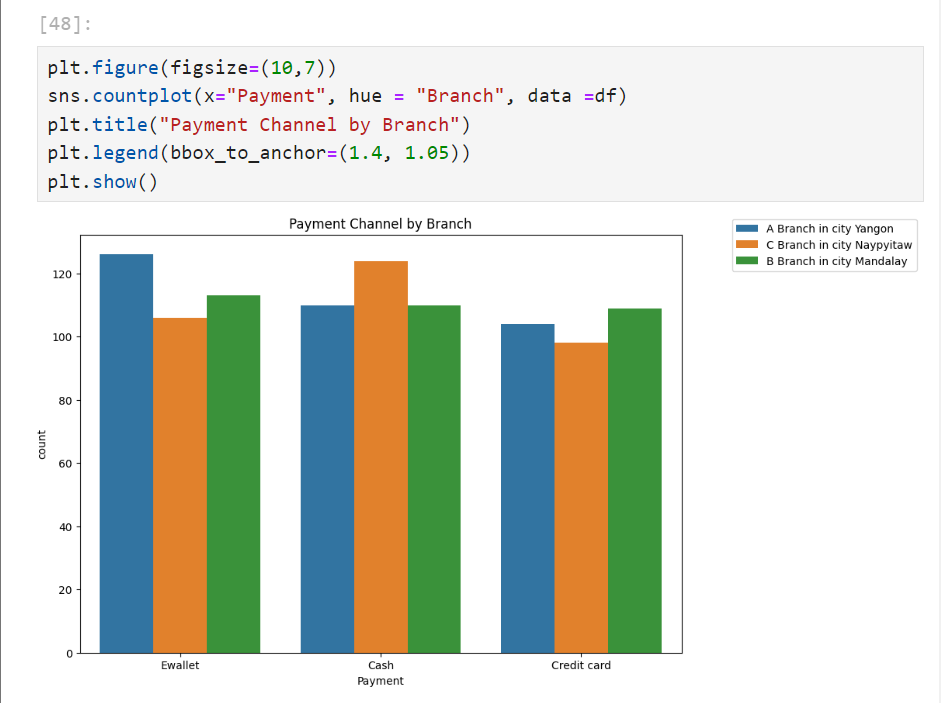 [48]:
plt.figure(figsize=(10,7))
sns.countplot(x="Payment", hue = "Branch", data =df)
plt.title("Payment Channel by Branch")
plt.legend(bbox_to_anchor=(1.4, 1.05))
plt.show()
Payment Channel by Branch
A Branch in city Yangon
C Branch in city Naypyitaw
B Branch in city Mandalay
120
100
80
60
40
20
0
count
Ewallet Cash Credit card
Payment